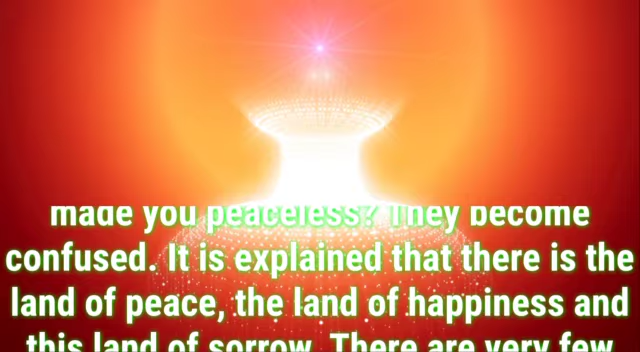 made you peaceless? They become
confused. It is explained that there is the
land of peace, the land of happiness and
this land of sorrow. There are very few